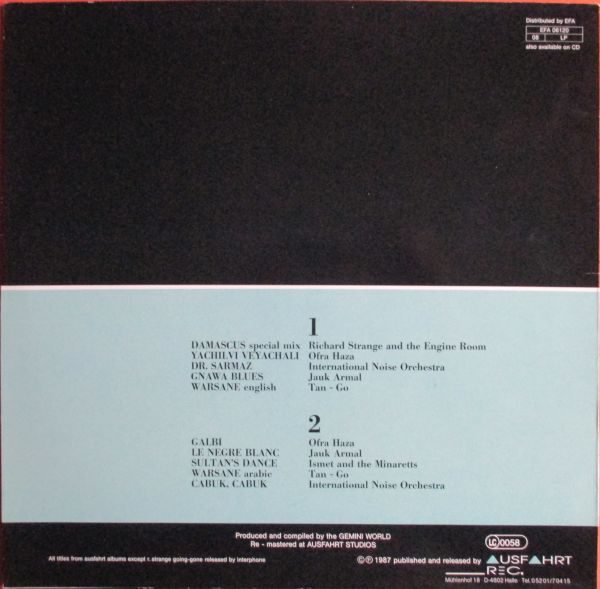 Distributed by EFA
EFA 06120
08 LP
also available on CD
1
DAMASCUS special mix Richard Strange and the Engine Room
YACHILVI VEYACHALI Ofra Haza
DR. SARMAZ International Noise Orchestra
GNAWA BLUES Jauk Armal
WARSANE english Tan - Go
2
GALBI Ofra Haza
LE NEGRE BLANC Jauk Armal
SULTAN'S DANCE Ismet and the Minaretts
WARSANE arabic Tan - Go
CABUK, CABUK International Noise Orchestra
Produced and compiled by the GEMINI WORLD
Re - mastered at AUSFAHRT STUDIOS
LC 0058
All titles from ausfahrt albums except r. strange going-gone released by interphone
©℗ 1987 published and released by AUSFAHRT
REC.
Mühlenhof 18 D-4802 Halle Tel. 05201/70415